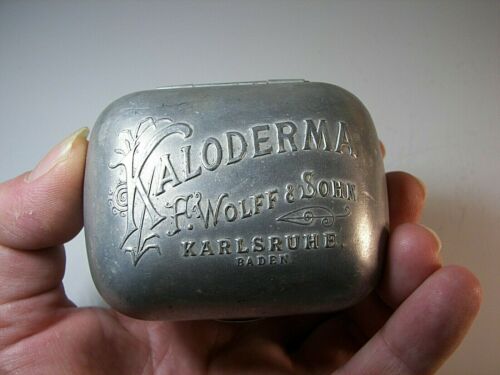 KALODERMA.
F. WOLFF & SOHN
KARLSRUHE.
BADEN.